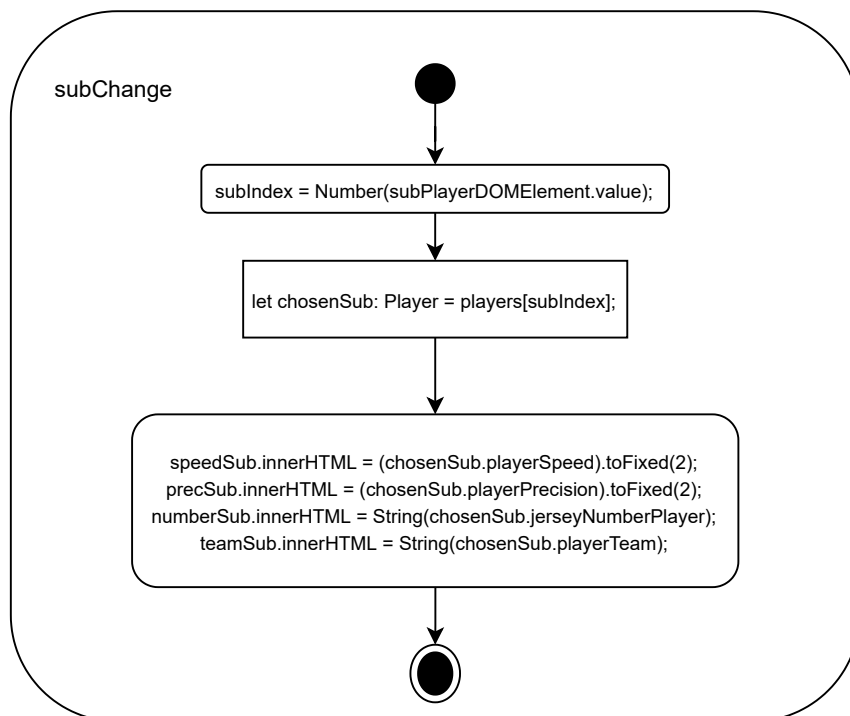 subChange
subIndex = Number(subPlayerDOMElement.value);
let chosenSub: Player = players[subIndex];
speedSub.innerHTML = (chosenSub.playerSpeed).toFixed(2);
precSub.innerHTML = (chosenSub.playerPrecision).toFixed(2);
numberSub.innerHTML = String(chosenSub.jerseyNumberPlayer);
teamSub.innerHTML = String(chosenSub.playerTeam);